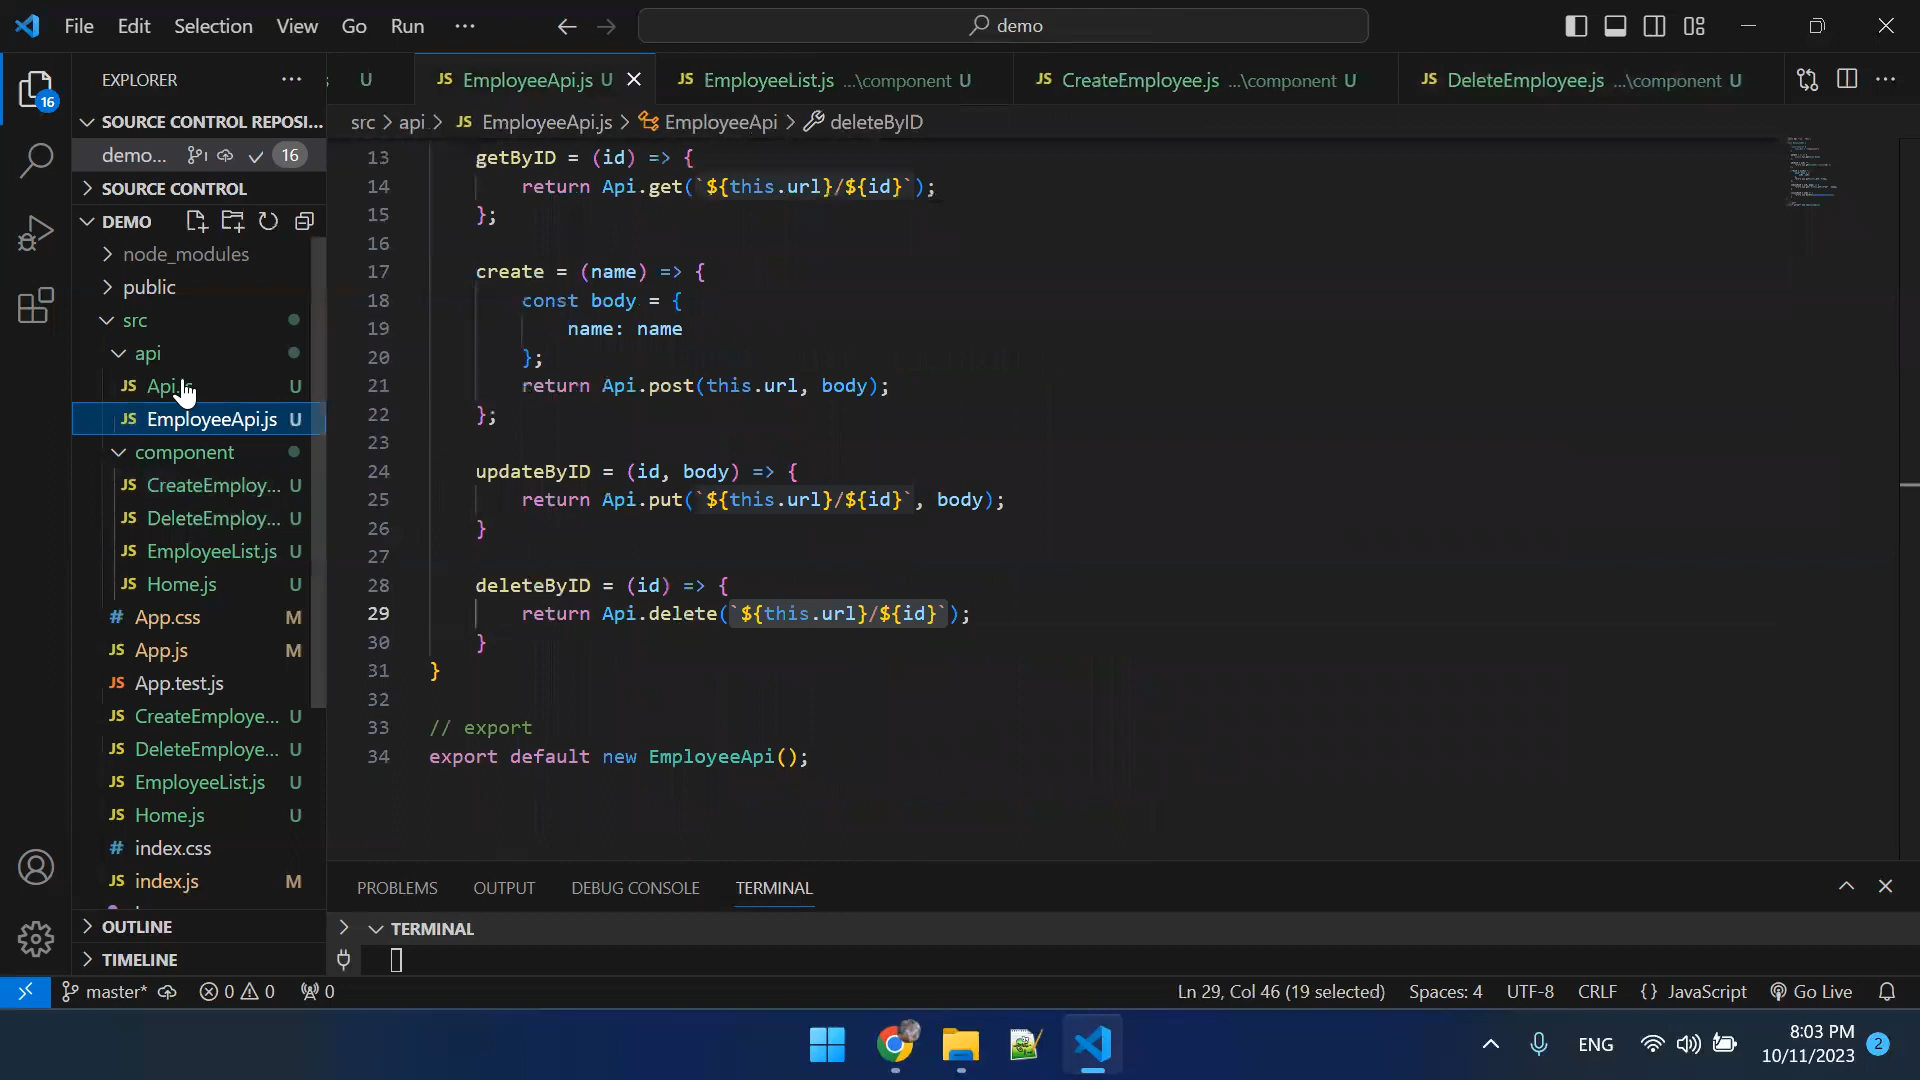 File Edit Selection View Go Run ··· demo
EXPLORER
SOURCE CONTROL REPOSI...
demo... 16
SOURCE CONTROL
DEMO
node_modules
public
src
api
JS EmployeeApi.js U
component
JS CreateEmploy... U
JS DeleteEmploy... U
JS EmployeeList.js U
JS Home.js U
# App.css M
JS App.js M
JS App.test.js
JS CreateEmploye... U
JS DeleteEmploye... U
JS EmployeeList.js U
JS Home.js U
# index.css
JS index.js M
OUTLINE
TIMELINE
16
U JS EmployeeApi.js U JS EmployeeList.js ...\component U JS CreateEmployee.js ...\component U JS DeleteEmployee.js ...\component U
src > api > JS EmployeeApi.js > EmployeeApi > deleteByID
13 getByID = (id) => {
14 return Api.get(`${this.url}/${id}`);
15 };
16
17 create = (name) => {
18 const body = {
19 name: name
20 };
21 return Api.post(this.url, body);
22 };
23
24 updateByID = (id, body) => {
25 return Api.put(`${this.url}/${id}`, body);
26 }
27
28 deleteByID = (id) => {
29 return Api.delete(`${this.url}/${id}`);
30 }
31 }
32
33 // export
34 export default new EmployeeApi();
PROBLEMS OUTPUT DEBUG CONSOLE TERMINAL
TERMINAL
master* 0 0 0 Ln 29, Col 46 (19 selected) Spaces: 4 UTF-8 CRLF {} JavaScript Go Live
ENG 8:03 PM
10/11/2023 2